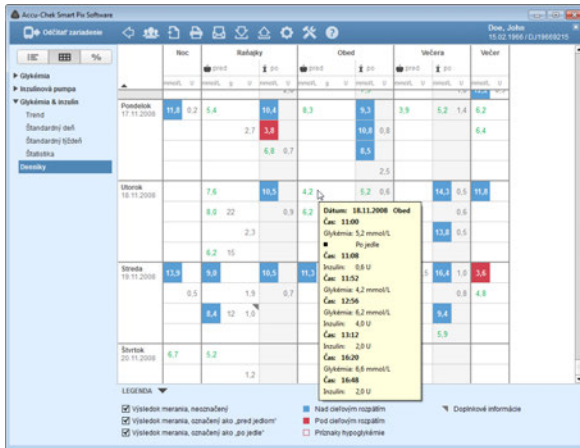 Accu-Chek Smart Pix Software
Odčítať zariadenie
Doe, John
15.02.1966 / DJ19669215
%
Glykémia
Inzulínová pumpa
Glykémia & inzulín
Trend
Štandardný deň
Štandardný týždeň
Štatistika
Denníky
Noc Raňajky Obed Večera Večer
pred po pred po pred po
Pondelok 11,8 0,2 5,4 10,4 8,3 9,3 3,9 5,2 1,4 6,2
17.11.2008
2,7 3,8 10,8 0,8 6,4
6,8 0,7 8,5
2,5
Utorok 7,6 10,5 4,2 5,2 0,6 14,3 0,5 11,8
18.11.2008
8,0 22 0,9 6,2 0,6
2,3 13,8 0,5
6,2 15
Streda 13,9 9,0 10,5 11,3 16,4 1,0 3,6
19.11.2008
0,5 1,9 0,7 0,8 4,8
8,4 12 1,0 9,4
5,9
Štvrtok 6,7 5,2
20.11.2008
1,2
Dátum: 18.11.2008 Obed
Čas: 11:00
Glykémia: 5,2 mmol/L
Po jedle
Čas: 11:08
Inzulín: 0,6 U
Čas: 11:52
Glykémia: 4,2 mmol/L
Čas: 12:56
Glykémia: 6,2 mmol/L
Inzulín: 4,0 U
Čas: 13:12
Inzulín: 2,0 U
Čas: 16:20
Glykémia: 6,6 mmol/L
Čas: 16:48
Inzulín: 2,0 U
LEGENDA
Výsledok merania, neoznačený
Výsledok merania, označený ako „pred jedlom“
Výsledok merania, označený ako „po jedle“
Nad cieľovým rozpätím
Pod cieľovým rozpätím
Príznaky hypoglykémie
Doplnkové informácie